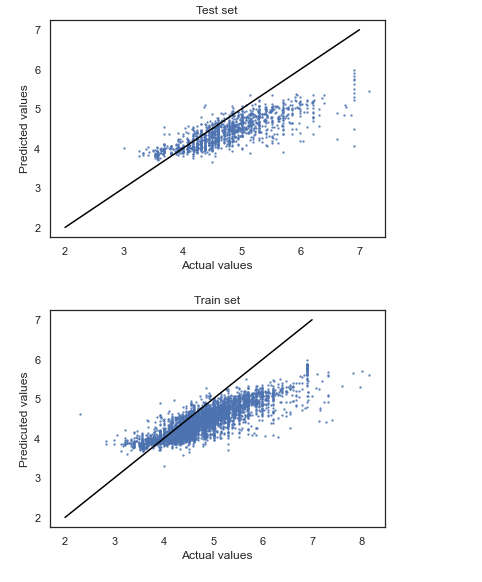 Test set
7
6
5
4
3
2
Predicted values
2 3 4 5 6 7
Actual values
Train set
7
6
5
4
3
2
Predicuted values
2 3 4 5 6 7 8
Actual values